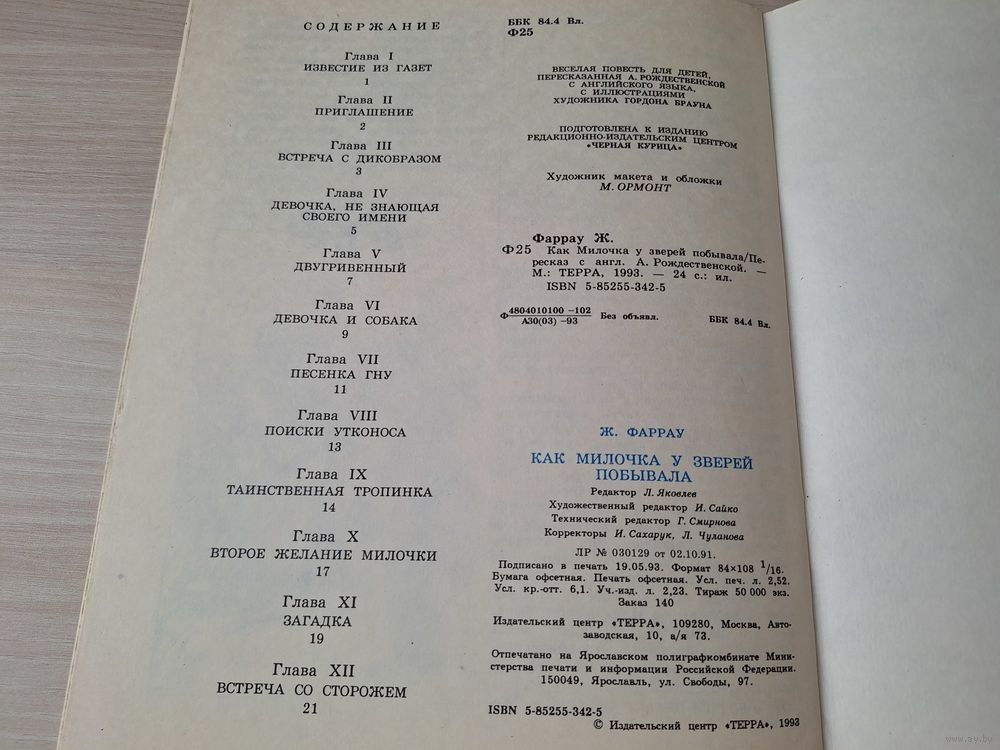 СОДЕРЖАНИЕ
Глава I
ИЗВЕСТИЕ ИЗ ГАЗЕТ
1
Глава II
ПРИГЛАШЕНИЕ
2
Глава III
ВСТРЕЧА С ДИКОБРАЗОМ
3
Глава IV
ДЕВОЧКА, НЕ ЗНАЮЩАЯ
СВОЕГО ИМЕНИ
5
Глава V
ДВУГРИВЕННЫЙ
7
Глава VI
ДЕВОЧКА И СОБАКА
9
Глава VII
ПЕСЕНКА ГНУ
11
Глава VIII
ПОИСКИ УТКОНОСА
13
Глава IX
ТАИНСТВЕННАЯ ТРОПИНКА
14
Глава X
ВТОРОЕ ЖЕЛАНИЕ МИЛОЧКИ
17
Глава XI
ЗАГАДКА
19
Глава XII
ВСТРЕЧА СО СТОРОЖЕМ
21
ББК 84.4 Вл.
Ф25
ВЕСЕЛАЯ ПОВЕСТЬ ДЛЯ ДЕТЕЙ,
ПЕРЕСКАЗАННАЯ А. РОЖДЕСТВЕНСКОЙ
С АНГЛИЙСКОГО ЯЗЫКА,
С ИЛЛЮСТРАЦИЯМИ
ХУДОЖНИКА ГОРДОНА БРАУНА
ПОДГОТОВЛЕНА К ИЗДАНИЮ
РЕДАКЦИОННО-ИЗДАТЕЛЬСКИМ ЦЕНТРОМ
«ЧЕРНАЯ КУРИЦА»
Художник макета и обложки
М. ОРМОНТ
Фаррау Ж.
Ф25 Как Милочка у зверей побывала/Пе-
ресказ с англ. А. Рождественской. —
М.: ТЕРРА, 1993. — 24 с.: ил.
ISBN 5-85255-342-5
Ф 4804010100 —102
А30(03) —93 Без объявл. ББК 84.4 Вл.
Ж. ФАРРАУ
КАК МИЛОЧКА У ЗВЕРЕЙ
ПОБЫВАЛА
Редактор Л. Яковлев
Художественный редактор И. Сайко
Технический редактор Г. Смирнова
Корректоры И. Сахарук, Л. Чуланова
ЛР № 030129 от 02.10.91.
Подписано в печать 19.05.93. Формат 84×108 1/16.
Бумага офсетная. Печать офсетная. Усл. печ. л. 2,52.
Усл. кр.-отт. 6,1. Уч.-изд. л. 2,23. Тираж 50 000 экз.
Заказ 140
Издательский центр «ТЕРРА», 109280, Москва, Авто-
заводская, 10, а/я 73.
Отпечатано на Ярославском полиграфкомбинате Мини-
стерства печати и информации Российской Федерации.
150049, Ярославль, ул. Свободы, 97.
ISBN 5-85255-342-5
© Издательский центр «ТЕРРА», 1993
www.ay.by